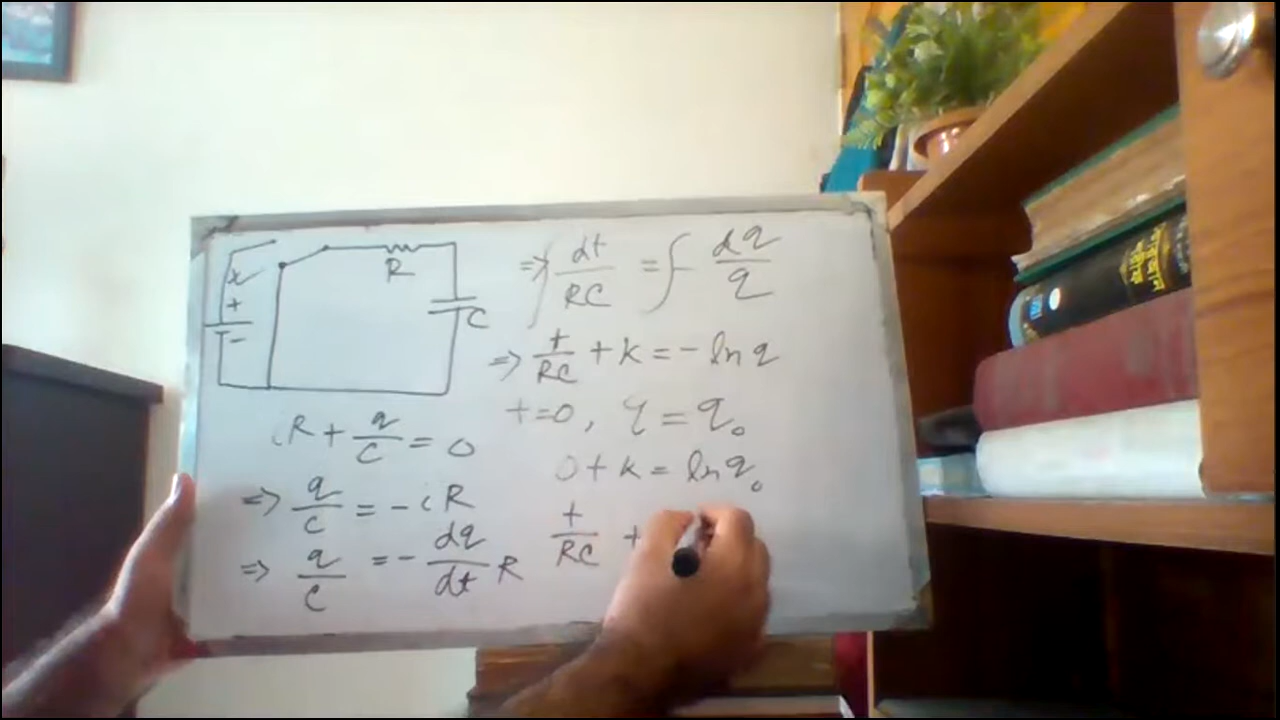 x
+
-
R
C
iR + q/C = 0
=> q/C = -iR
=> q/C = - dq/dt R
=> ∫ dt/RC = ∫ - dq/q
=> t/RC + k = - ln q
t=0, q = q₀
0 + k = ln q₀
t/RC +